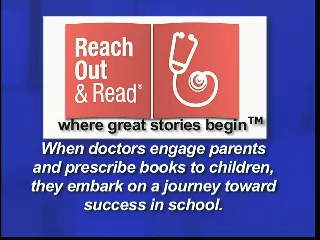 Reach
Out
& Read®
where great stories begin™
When doctors engage parents
and prescribe books to children,
they embark on a journey toward
success in school.